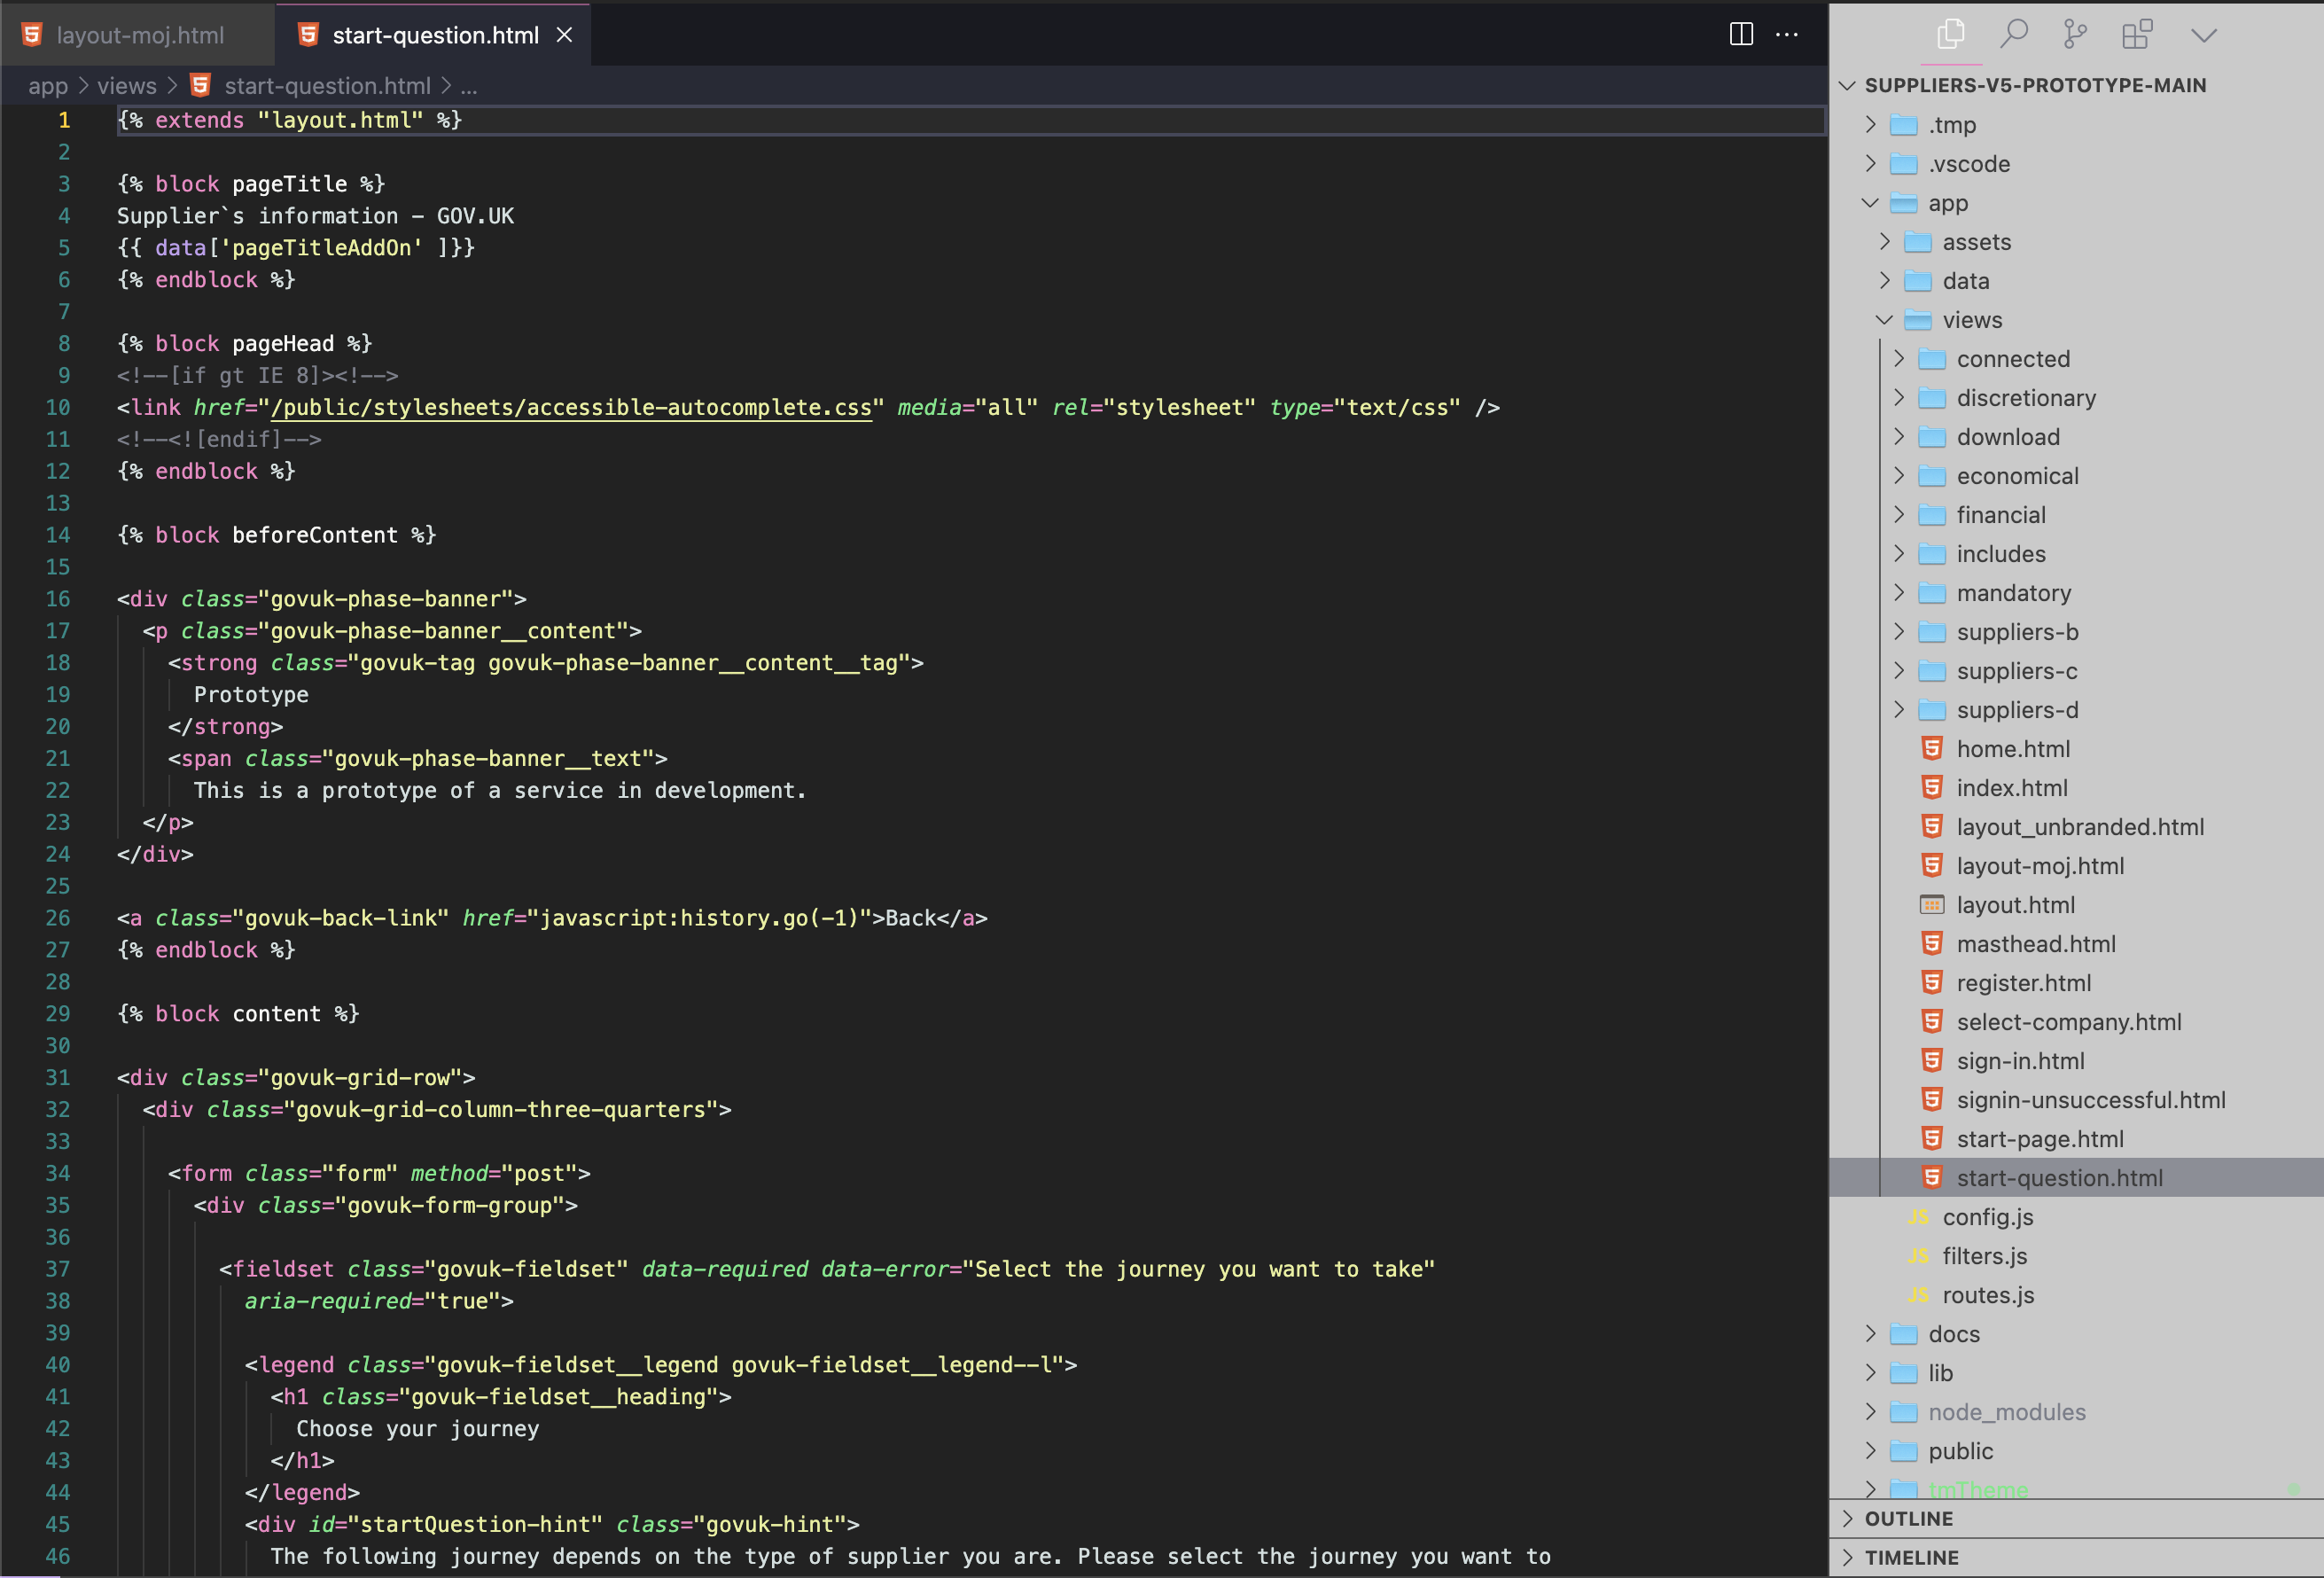 layout-moj.html
start-question.html
app > views > start-question.html > ...
1 {% extends "layout.html" %}
2
3 {% block pageTitle %}
4 Supplier`s information – GOV.UK
5 {{ data['pageTitleAddOn' ]}}
6 {% endblock %}
7
8 {% block pageHead %}
9 <!--[if gt IE 8]><!-->
10 <link href="/public/stylesheets/accessible-autocomplete.css" media="all" rel="stylesheet" type="text/css" />
11 <!--<![endif]-->
12 {% endblock %}
13
14 {% block beforeContent %}
15
16 <div class="govuk-phase-banner">
17 <p class="govuk-phase-banner__content">
18 <strong class="govuk-tag govuk-phase-banner__content__tag">
19 Prototype
20 </strong>
21 <span class="govuk-phase-banner__text">
22 This is a prototype of a service in development.
23 </p>
24 </div>
25
26 <a class="govuk-back-link" href="javascript:history.go(-1)">Back</a>
27 {% endblock %}
28
29 {% block content %}
30
31 <div class="govuk-grid-row">
32 <div class="govuk-grid-column-three-quarters">
33
34 <form class="form" method="post">
35 <div class="govuk-form-group">
36
37 <fieldset class="govuk-fieldset" data-required data-error="Select the journey you want to take"
38 aria-required="true">
39
40 <legend class="govuk-fieldset__legend govuk-fieldset__legend--l">
41 <h1 class="govuk-fieldset__heading">
42 Choose your journey
43 </h1>
44 </legend>
45 <div id="startQuestion-hint" class="govuk-hint">
46 The following journey depends on the type of supplier you are. Please select the journey you want to
SUPPLIERS-V5-PROTOTYPE-MAIN
.tmp
.vscode
app
assets
data
views
connected
discretionary
download
economical
financial
includes
mandatory
suppliers-b
suppliers-c
suppliers-d
home.html
index.html
layout_unbranded.html
layout-moj.html
layout.html
masthead.html
register.html
select-company.html
sign-in.html
signin-unsuccessful.html
start-page.html
start-question.html
JS config.js
JS filters.js
JS routes.js
docs
lib
node_modules
public
tmTheme
OUTLINE
TIMELINE